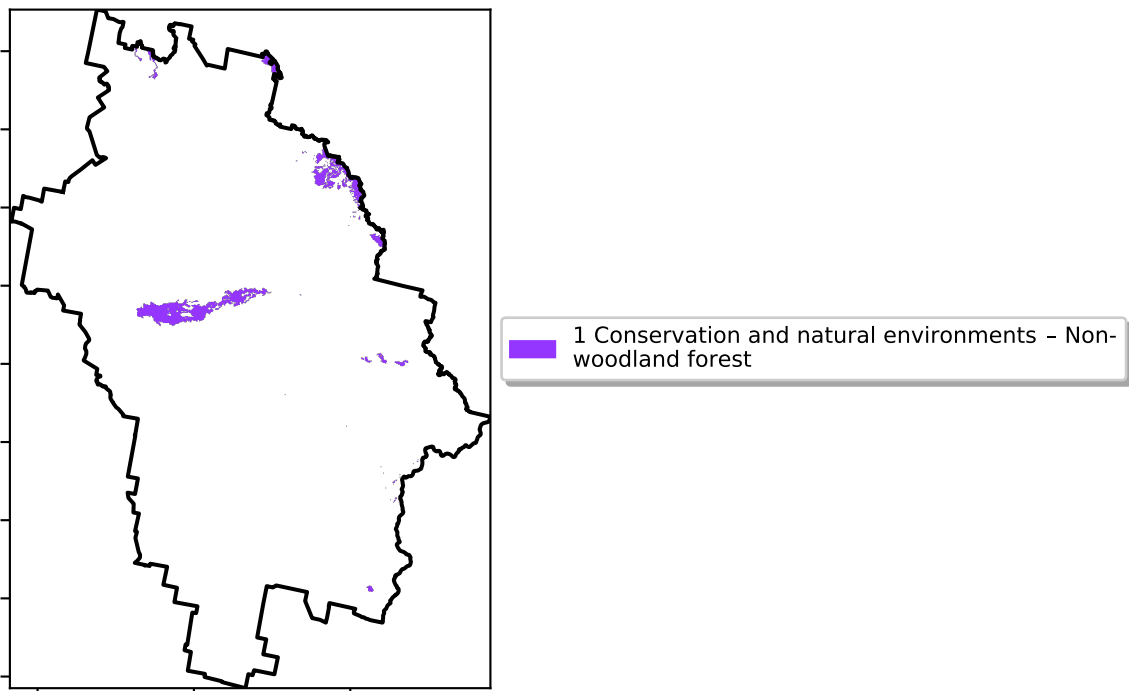 1 Conservation and natural environments – Non-
woodland forest